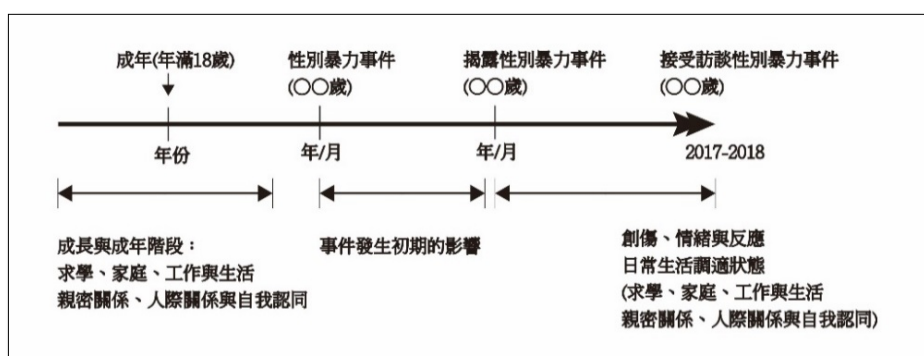 成年(年滿18歲)
性別暴力事件
(○○歲)
揭露性別暴力事件
(○○歲)
接受訪談性別暴力事件
(○○歲)
年份
年/月
年/月
2017-2018
成長與成年階段：
求學、家庭、工作與生活
親密關係、人際關係與自我認同
事件發生初期的影響
創傷、情緒與反應
日常生活調適狀態
(求學、家庭、工作與生活
親密關係、人際關係與自我認同)